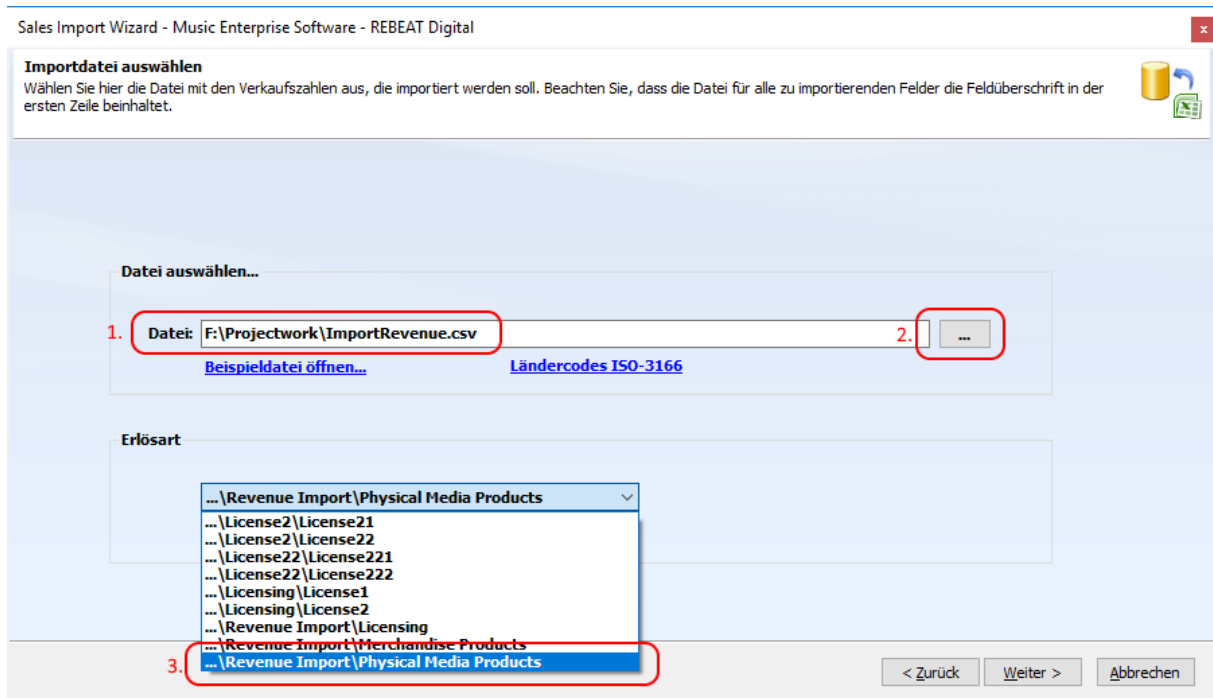 Sales Import Wizard - Music Enterprise Software - REBEAT Digital
x
Importdatei auswählen
Wählen Sie hier die Datei mit den Verkaufszahlen aus, die importiert werden soll. Beachten Sie, dass die Datei für alle zu importierenden Felder die Feldüberschrift in der
ersten Zeile beinhaltet.
Datei auswählen...
1. Datei: F:\Projectwork\ImportRevenue.csv 2. ...
Beispieldatei öffnen... Ländercodes ISO-3166
Erlösart
...\Revenue Import\Physical Media Products
...\License2\License21
...\License2\License22
...\License22\License221
...\License22\License222
...\Licensing\License1
...\Licensing\License2
...\Revenue Import\Licensing
...\Revenue Import\Merchandise Products
3. ...\Revenue Import\Physical Media Products
< Zurück Weiter > Abbrechen